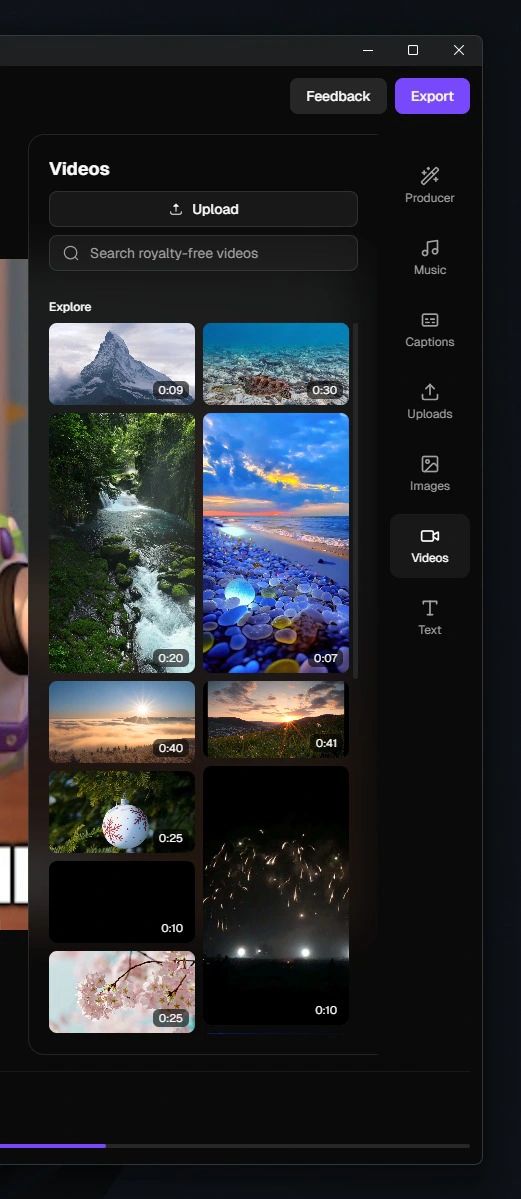 Feedback
Export
Videos
Upload
Search royalty-free videos
Explore
0:09
0:30
0:20
0:07
0:40
0:41
0:25
0:10
0:25
0:10
Producer
Music
Captions
Uploads
Images
Videos
Text